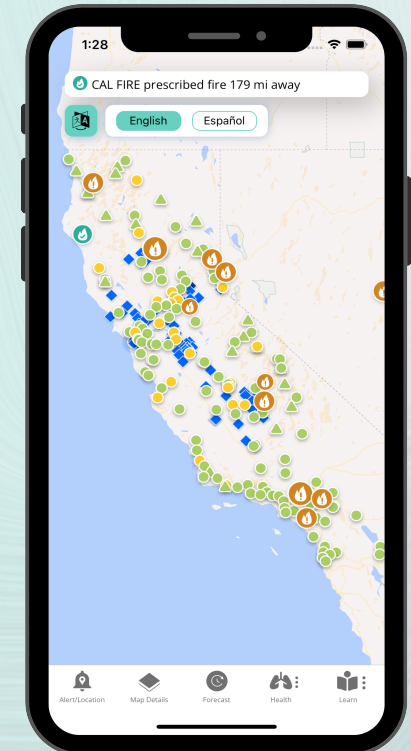 1:28
CAL FIRE prescribed fire 179 mi away
English Español
Alert/Location Map Details Forecast Health Learn